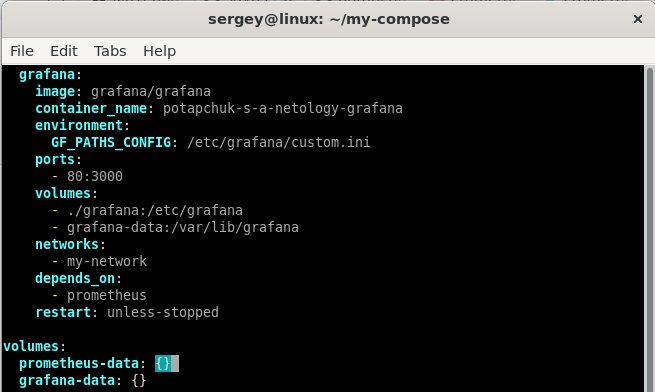 sergey@linux: ~/my-compose ×
File Edit Tabs Help
grafana:
image: grafana/grafana
container_name: potapchuk-s-a-netology-grafana
environment:
GF_PATHS_CONFIG: /etc/grafana/custom.ini
ports:
- 80:3000
volumes:
- ./grafana:/etc/grafana
- grafana-data:/var/lib/grafana
networks:
- my-network
depends_on:
- prometheus
restart: unless-stopped
volumes:
prometheus-data: {}
grafana-data: {}